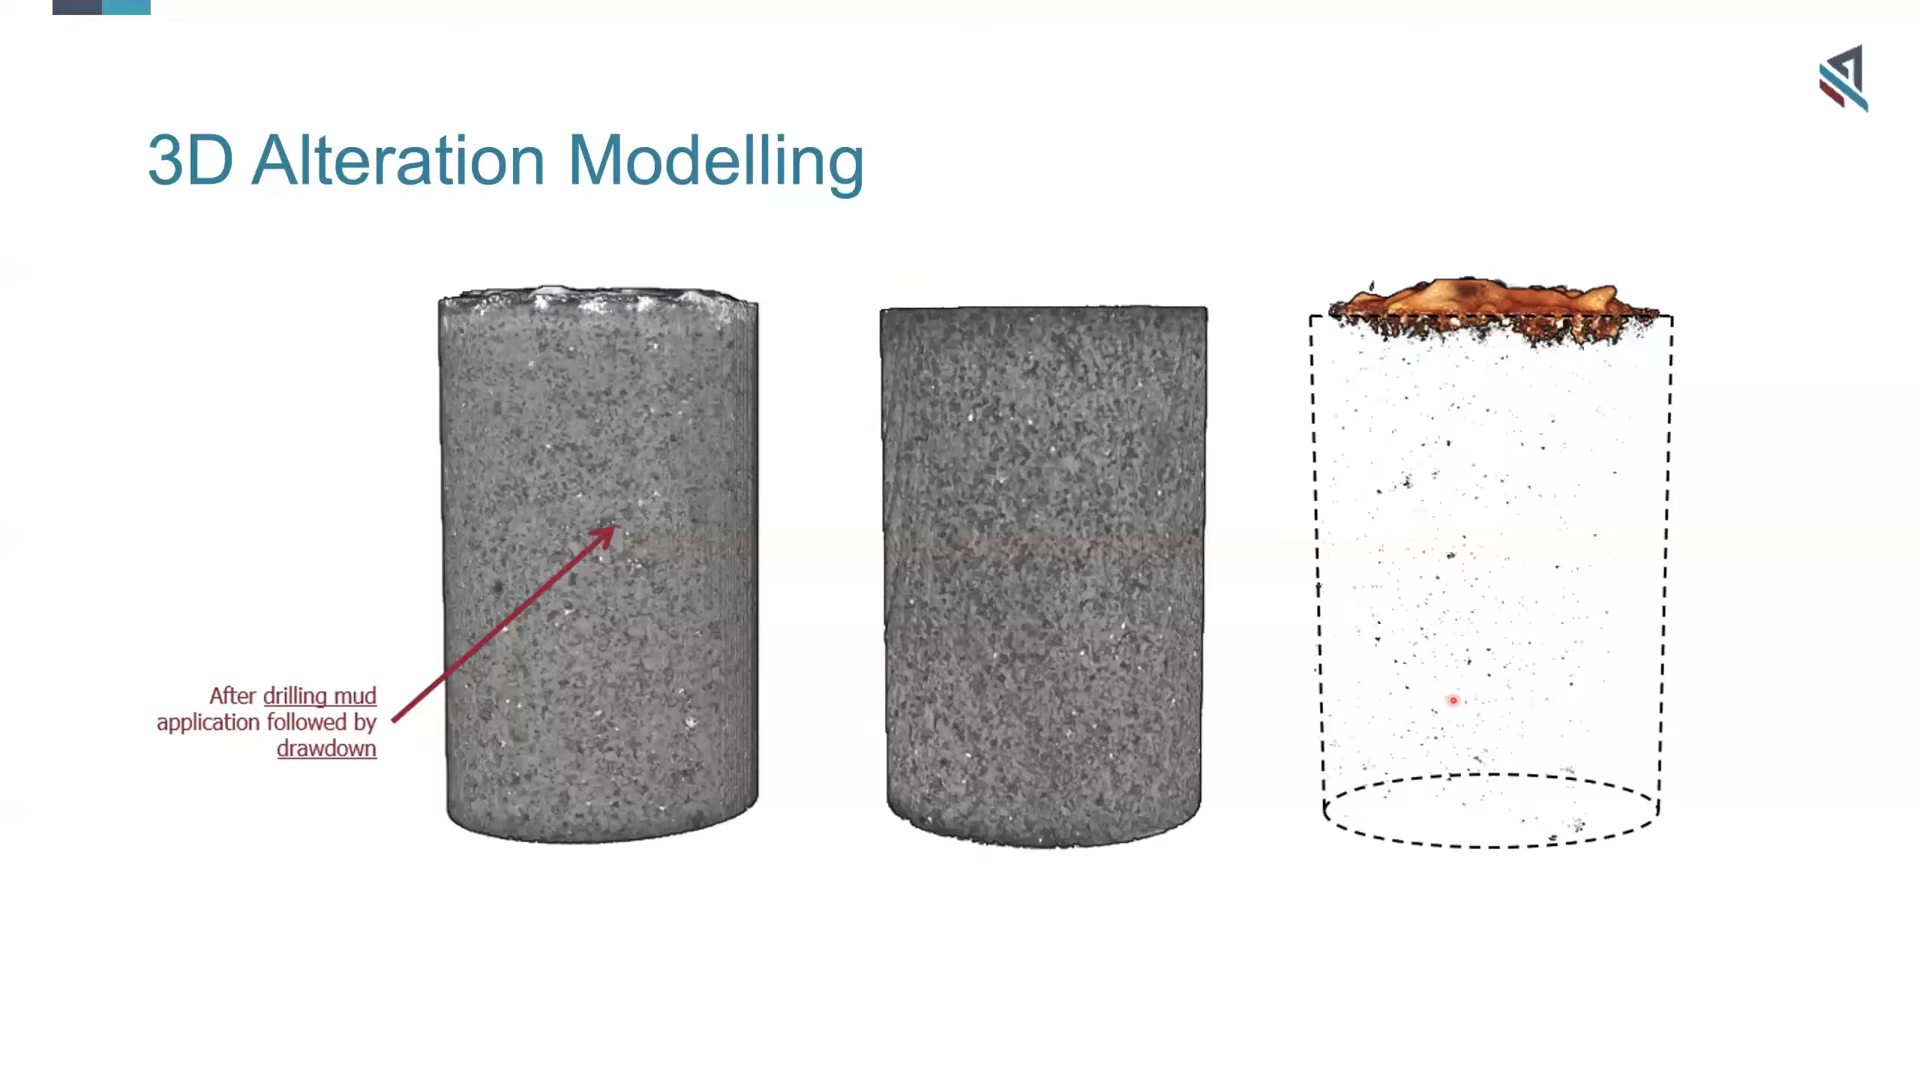 3D Alteration Modelling
After drilling mud
application followed by
drawdown